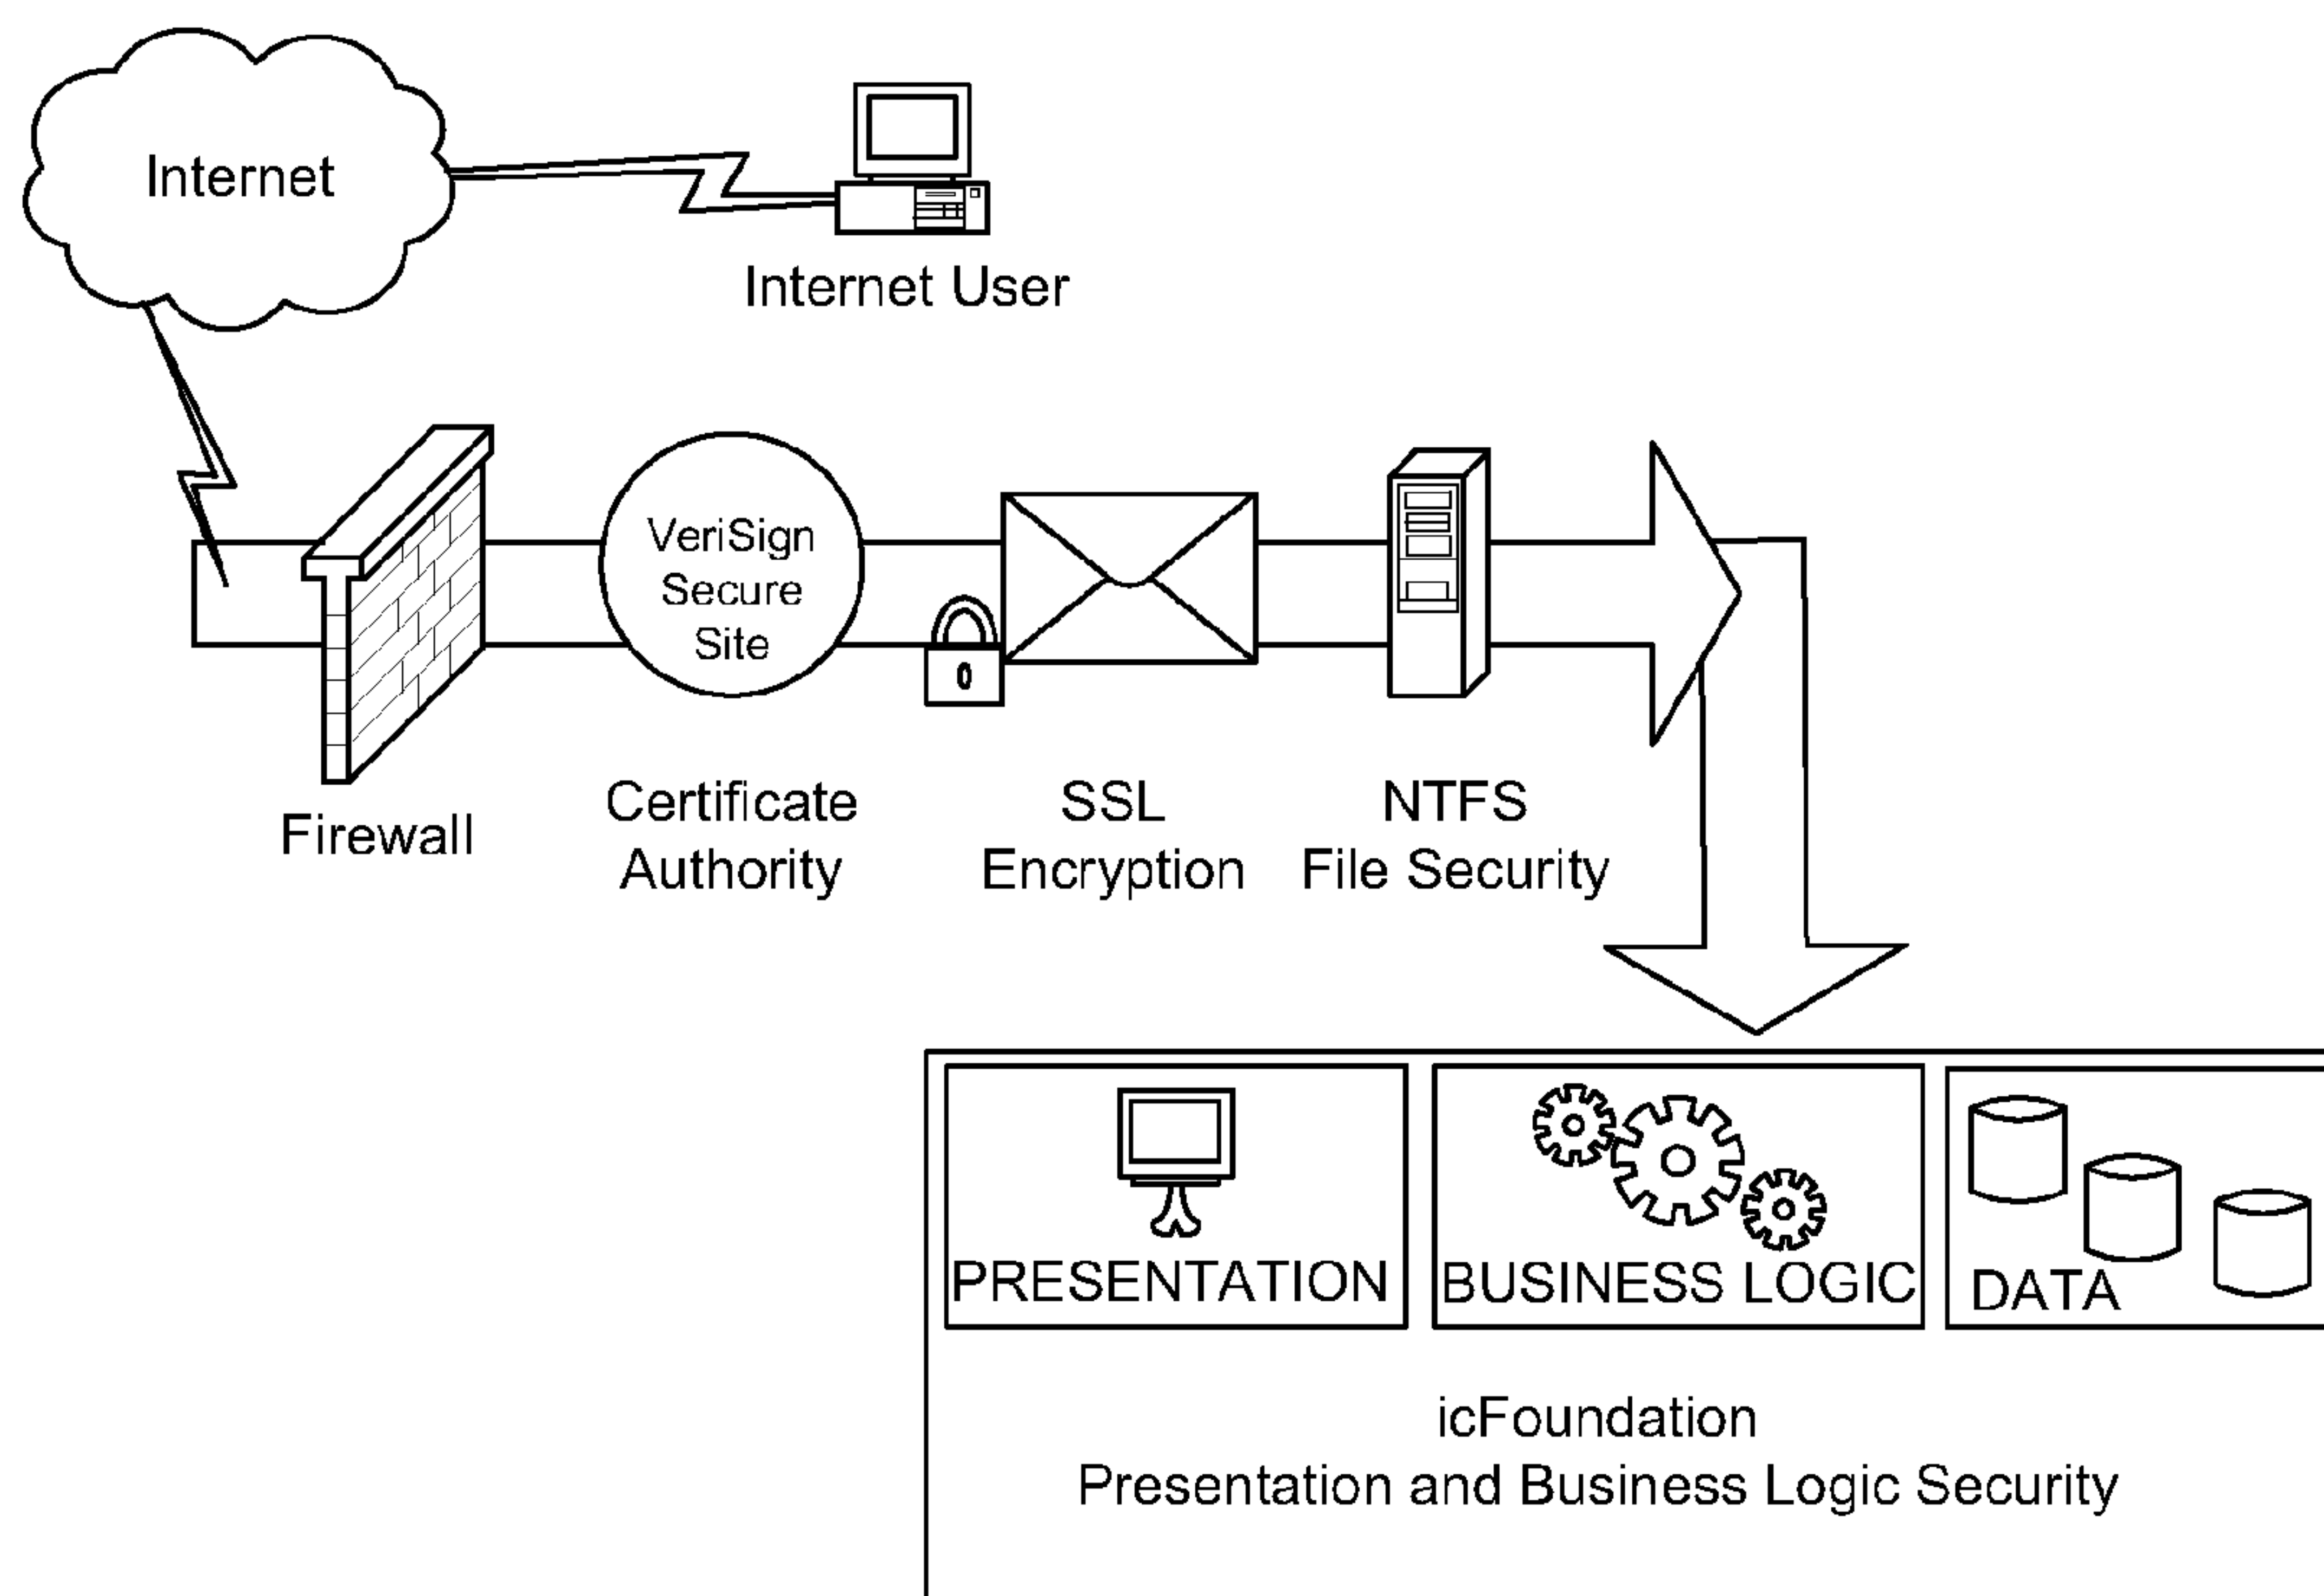 Internet
Internet User
VeriSign
Secure
Site
Firewall
Certificate
Authority
SSL
Encryption
NTFS
File Security
PRESENTATION
BUSINESS LOGIC
DATA
icFoundation
Presentation and Business Logic Security